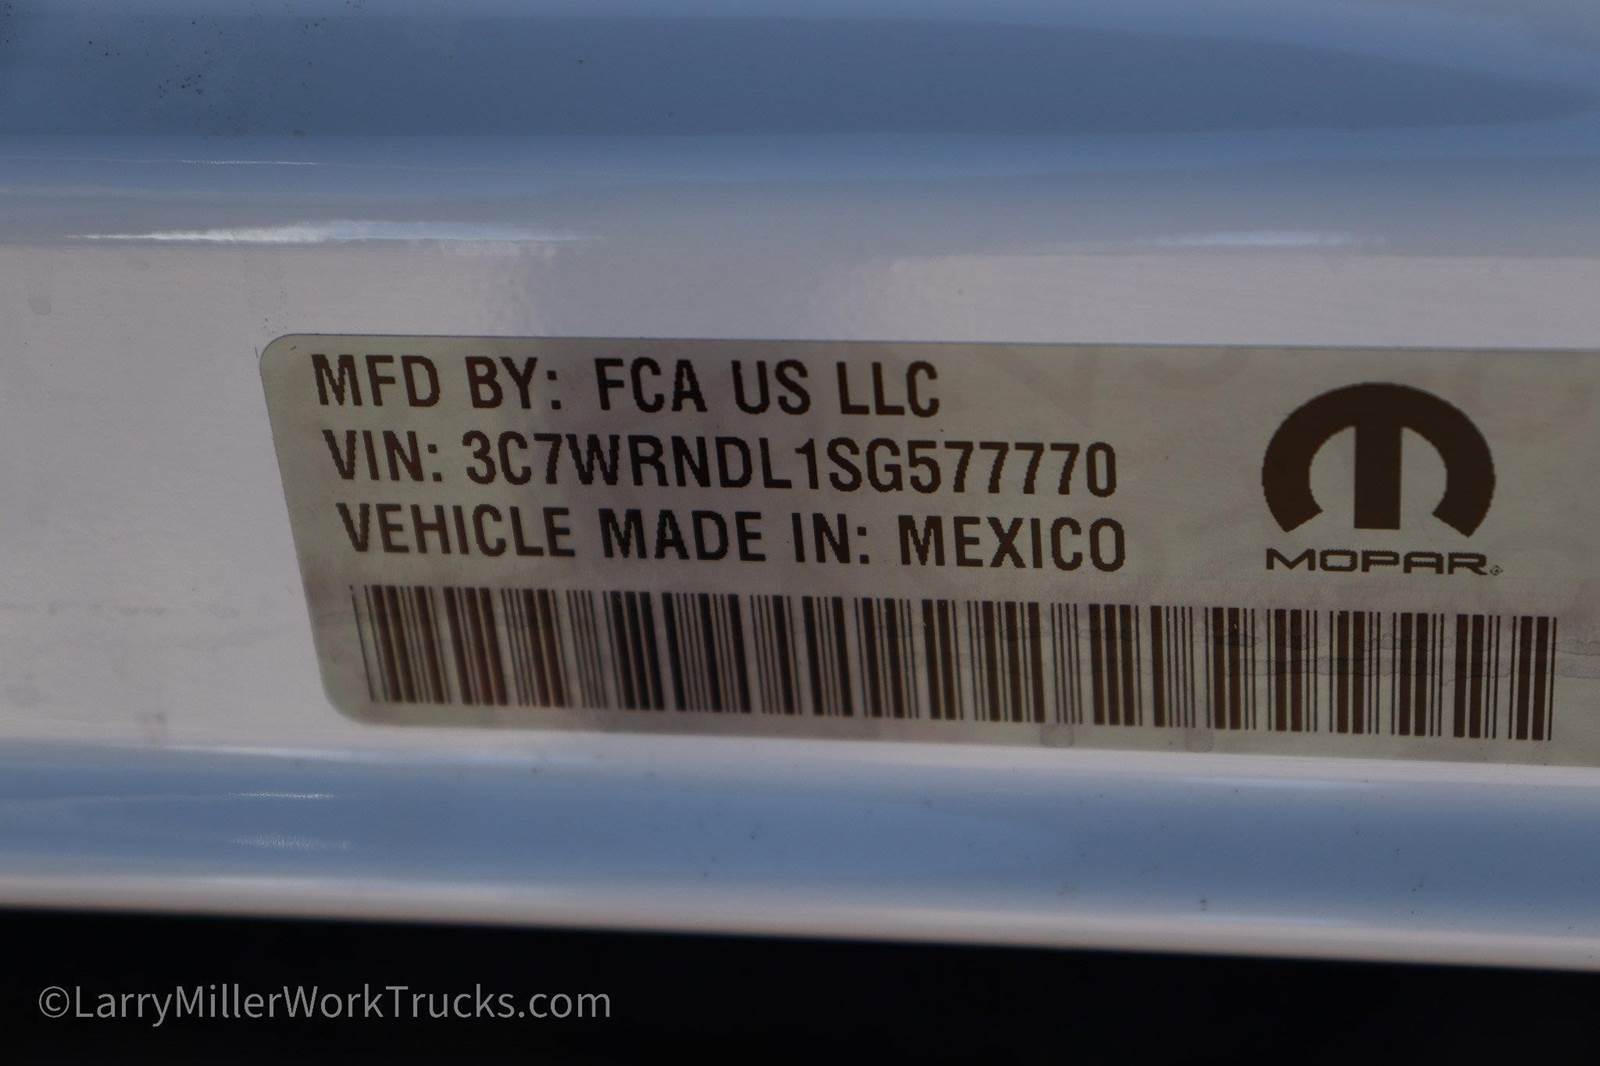 MFD BY: FCA US LLC
VIN: 3C7WRNDL1SG577770
VEHICLE MADE IN: MEXICO
MOPAR®
©LarryMillerWorkTrucks.com